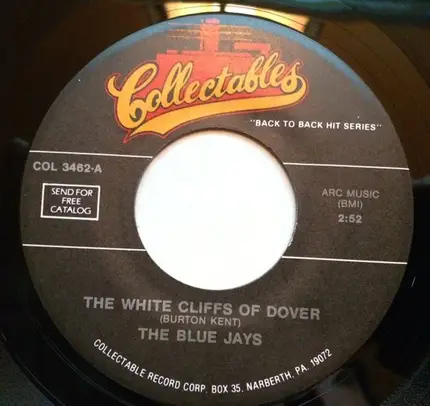 Collectables
"BACK TO BACK HIT SERIES"
COL 3462-A
SEND FOR
FREE
CATALOG
ARC MUSIC
(BMI)
2:52
THE WHITE CLIFFS OF DOVER
(BURTON KENT)
THE BLUE JAYS
COLLECTABLE RECORD CORP. BOX 35, NARBERTH, PA. 19072